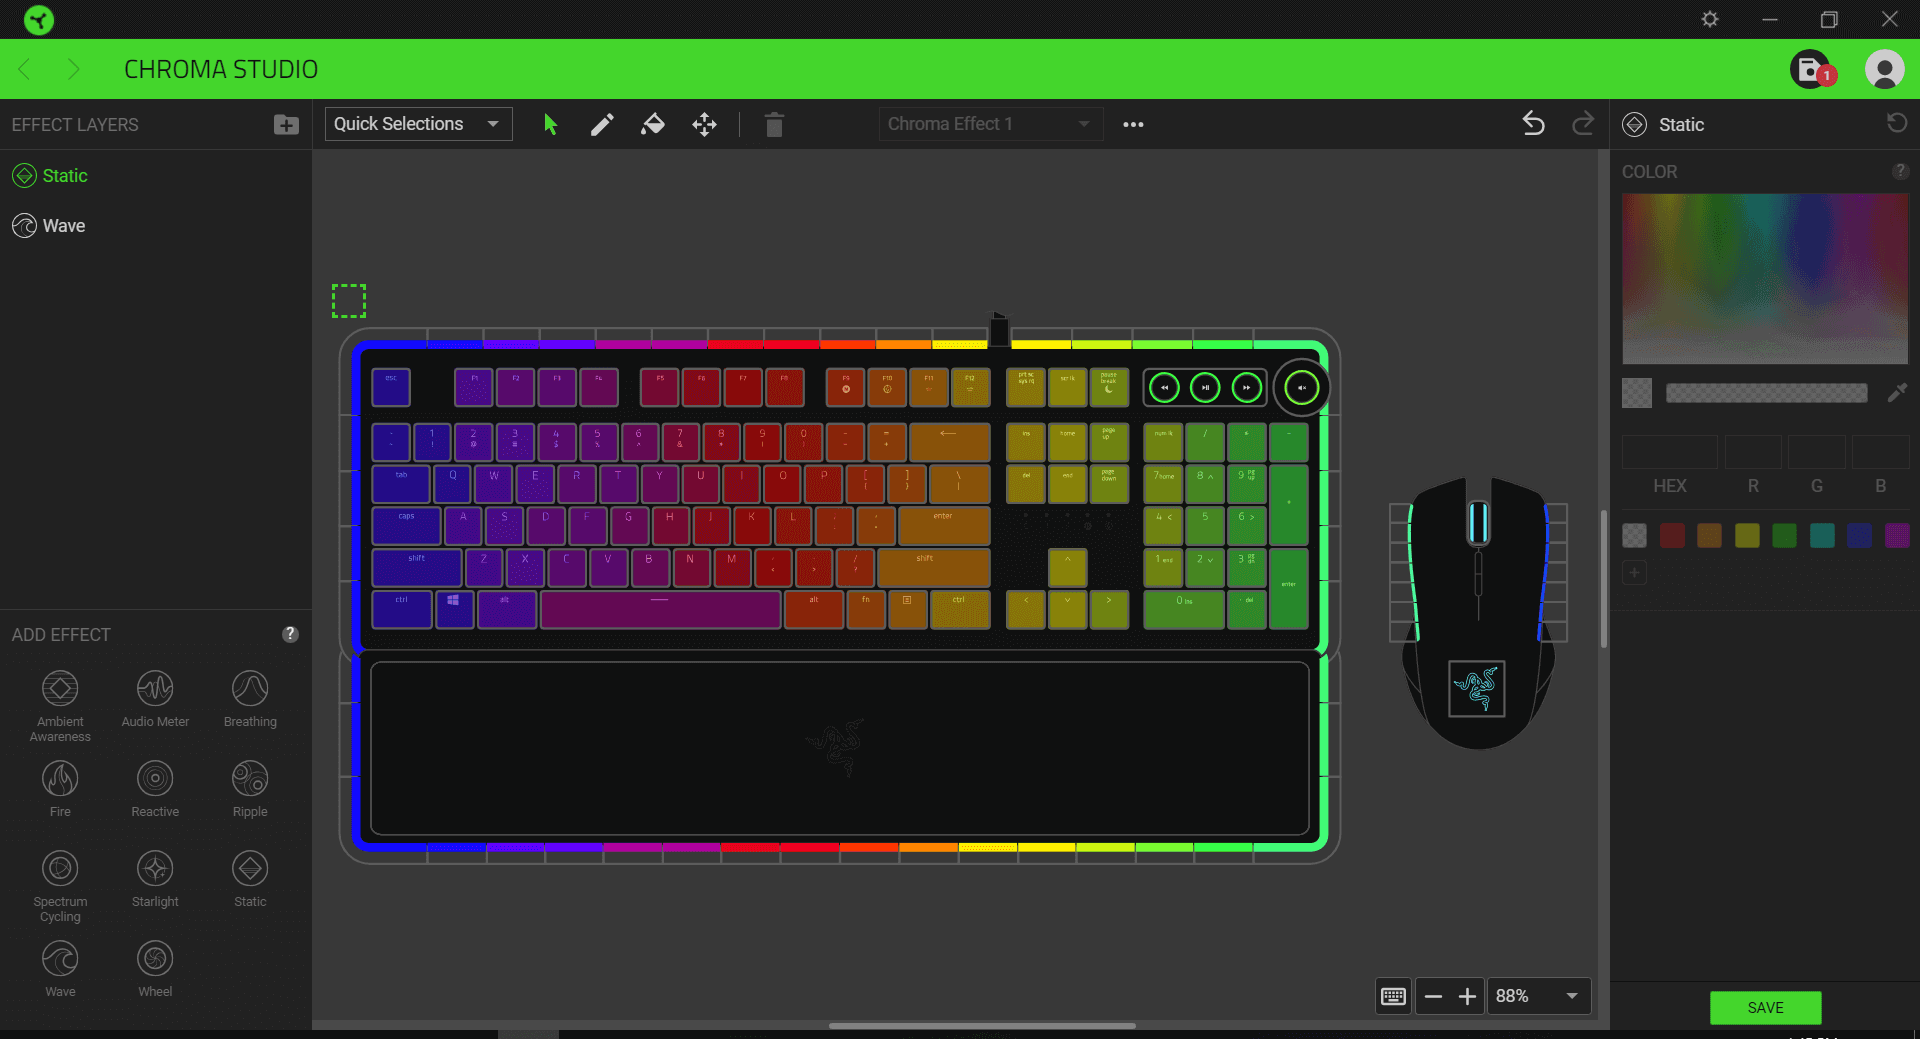 CHROMA STUDIO
1
EFFECT LAYERS
Quick Selections
Chroma Effect 1
Static
Static
Wave
COLOR
?
HEX R G B
esc F1 F2 F3 F4 F5 F6 F7 F8 F9 F10 F11 F12
prt sc
sys rq
scr lk
pause
break
1 2 3 4 5 6 7 8 9 0 - =
ins home page
up
num lk / * -
tab Q W E R T Y U I O P [ ] \
del end page
down
7 home 8 9 pg
up +
caps A S D F G H J K L enter
4 5 6
shift Z X C V B N M / shift
?
1 end 2 3 pg
dn enter
ctrl alt alt fn ctrl
0 ins . del
ADD EFFECT ?
Ambient
Awareness
Audio Meter
Breathing
Fire
Reactive
Ripple
Spectrum
Cycling
Starlight
Static
Wave
Wheel
88%
SAVE